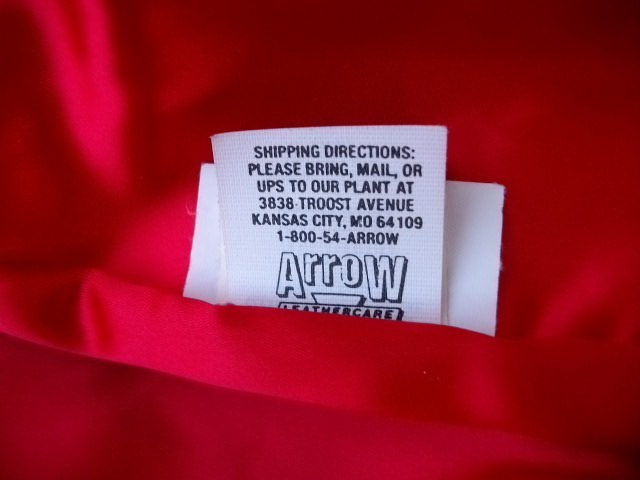 SHIPPING DIRECTIONS:
PLEASE BRING, MAIL, OR
UPS TO OUR PLANT AT
3838 TROOST AVENUE
KANSAS CITY, MO 64109
1-800-54-ARROW
ArroW
LEATHERCARE